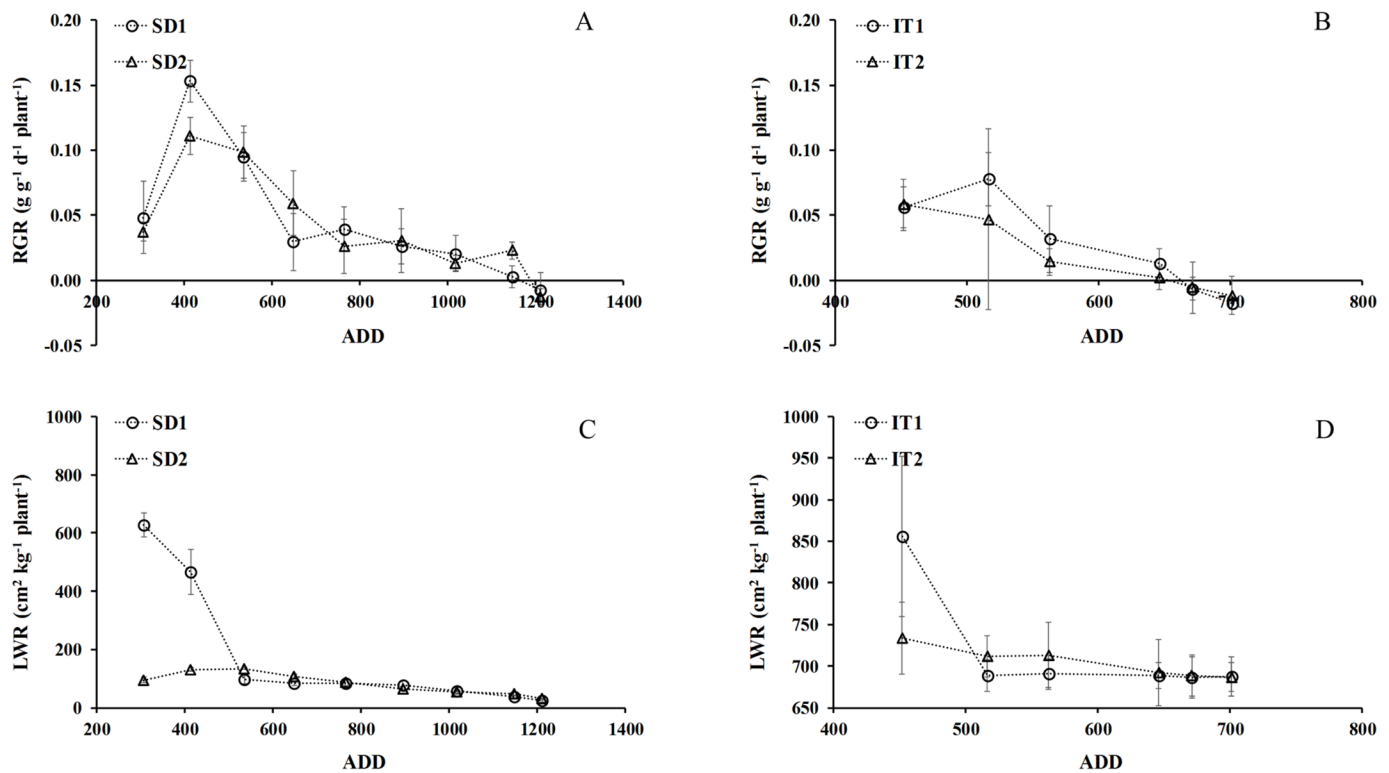 A
SD1
SD2
0.20
0.15
0.10
0.05
0.00
-0.05
200
400
600
800
1000
1200
1400
RGR (g g⁻¹ d⁻¹ plant⁻¹)
ADD
B
IT1
IT2
0.20
0.15
0.10
0.05
0.00
-0.05
400
500
600
700
800
RGR (g g⁻¹ d⁻¹ plant⁻¹)
ADD
C
SD1
SD2
1000
800
600
400
200
0
200
400
600
800
1000
1200
1400
LWR (cm² kg⁻¹ plant⁻¹)
ADD
D
IT1
IT2
1000
950
900
850
800
750
700
650
400
500
600
700
800
LWR (cm² kg⁻¹ plant⁻¹)
ADD